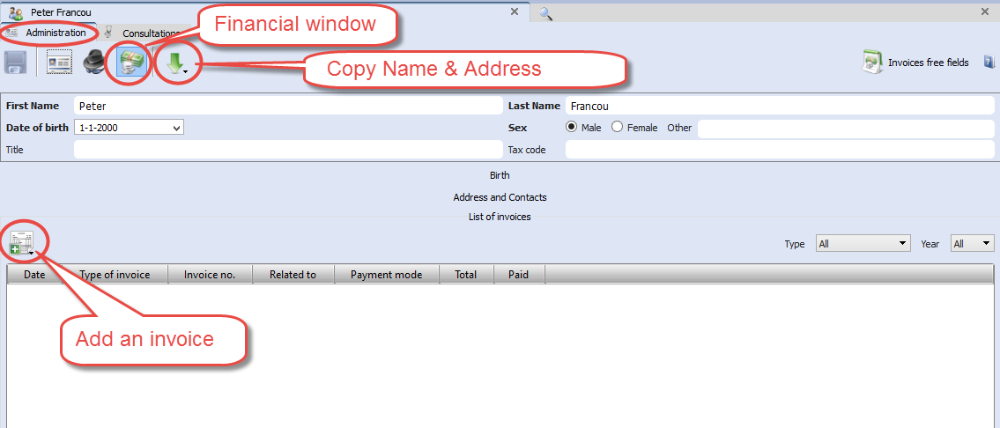 Peter Francou
Administration
Consultations
Financial window
Copy Name & Address
Invoices free fields
First Name Peter
Last Name Francou
Date of birth 1-1-2000
Sex Male Female Other
Title
Tax code
Birth
Address and Contacts
List of invoices
Type All Year All
Date Type of invoice Invoice no. Related to Payment mode Total Paid
Add an invoice